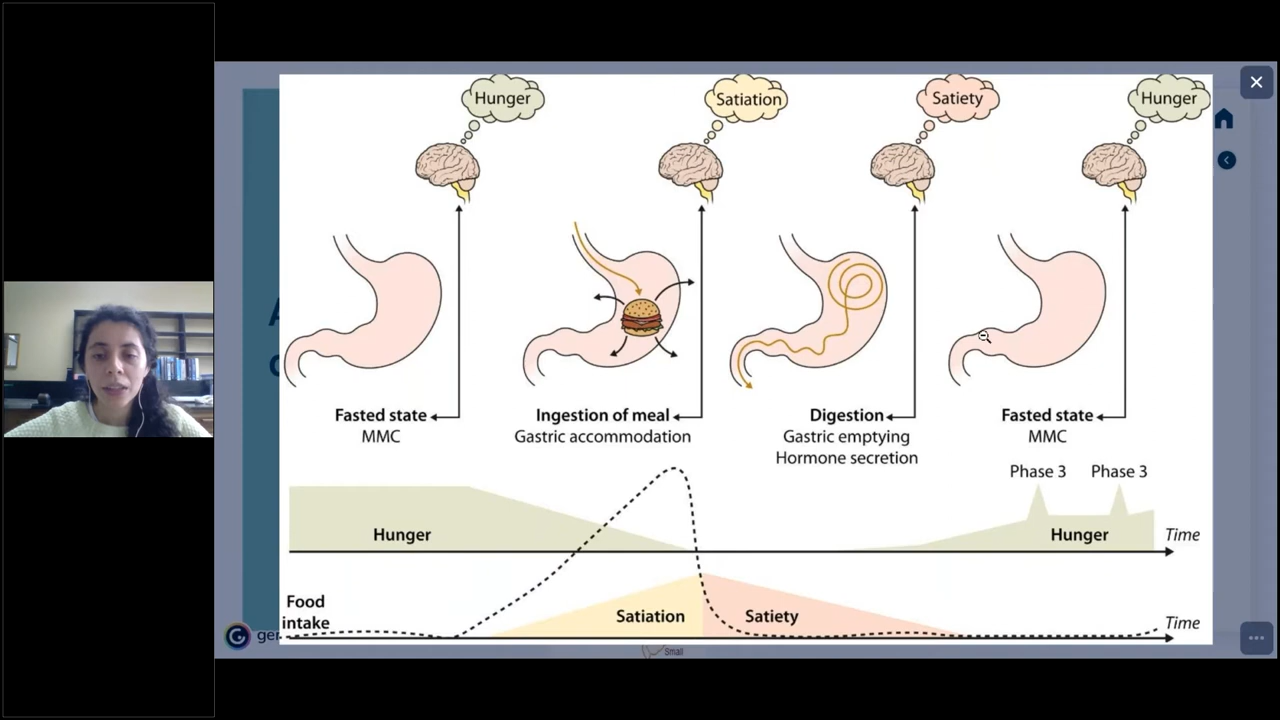 Hunger
Satiation
Satiety
Hunger
Fasted state
MMC
Ingestion of meal
Gastric accommodation
Digestion
Gastric emptying
Hormone secretion
Fasted state
MMC
Phase 3
Phase 3
Hunger
Hunger
Time
Food
intake
Satiation
Satiety
Time
Small